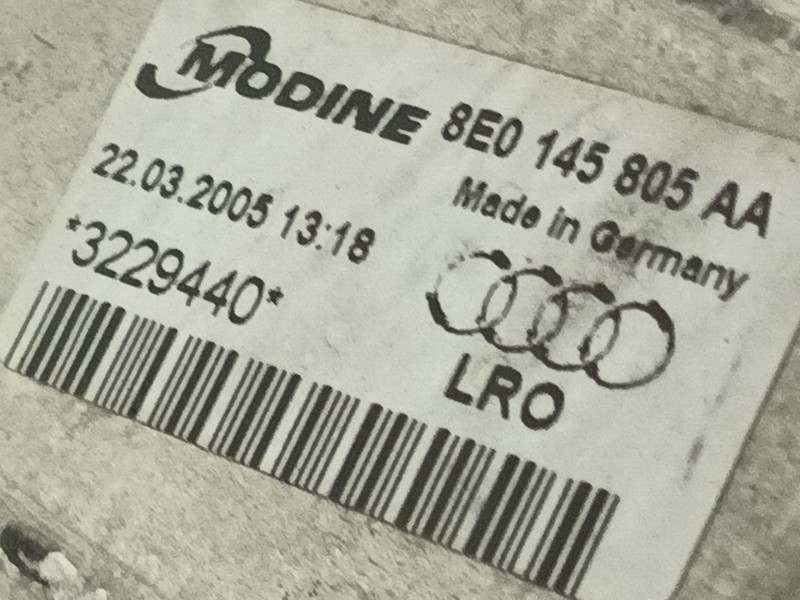 MODINE 8E0 145 805 AA
Made in Germany
22.03.2005 13:18
*3229440*
LRO